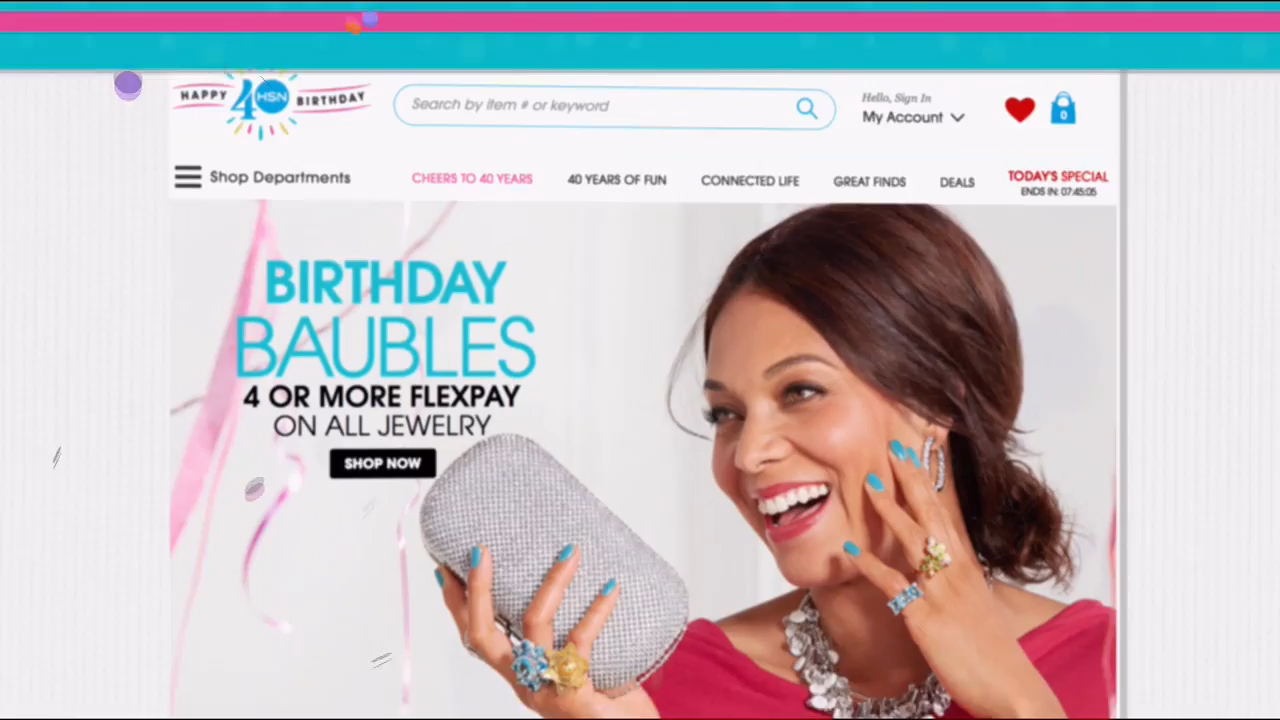 HAPPY 40 HSN BIRTHDAY
Search by item # or keyword
Hello, Sign In
My Account
0
Shop Departments
CHEERS TO 40 YEARS
40 YEARS OF FUN
CONNECTED LIFE
GREAT FINDS
DEALS
TODAY'S SPECIAL
ENDS IN: 07:45:05
BIRTHDAY
BAUBLES
4 OR MORE FLEXPAY
ON ALL JEWELRY
SHOP NOW